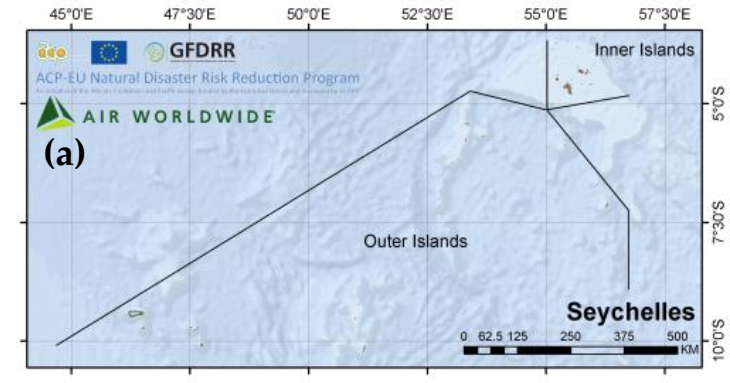 45°0'E 47°30'E 50°0'E 52°30'E 55°0'E 57°30'E
acp GFDRR
Inner Islands
ACP-EU Natural Disaster Risk Reduction Program
AIR WORLDWIDE
(a)
5°0'S
7°30'S
Outer Islands
Seychelles
0 62.5 125 250 375 500
KM
10°0'S